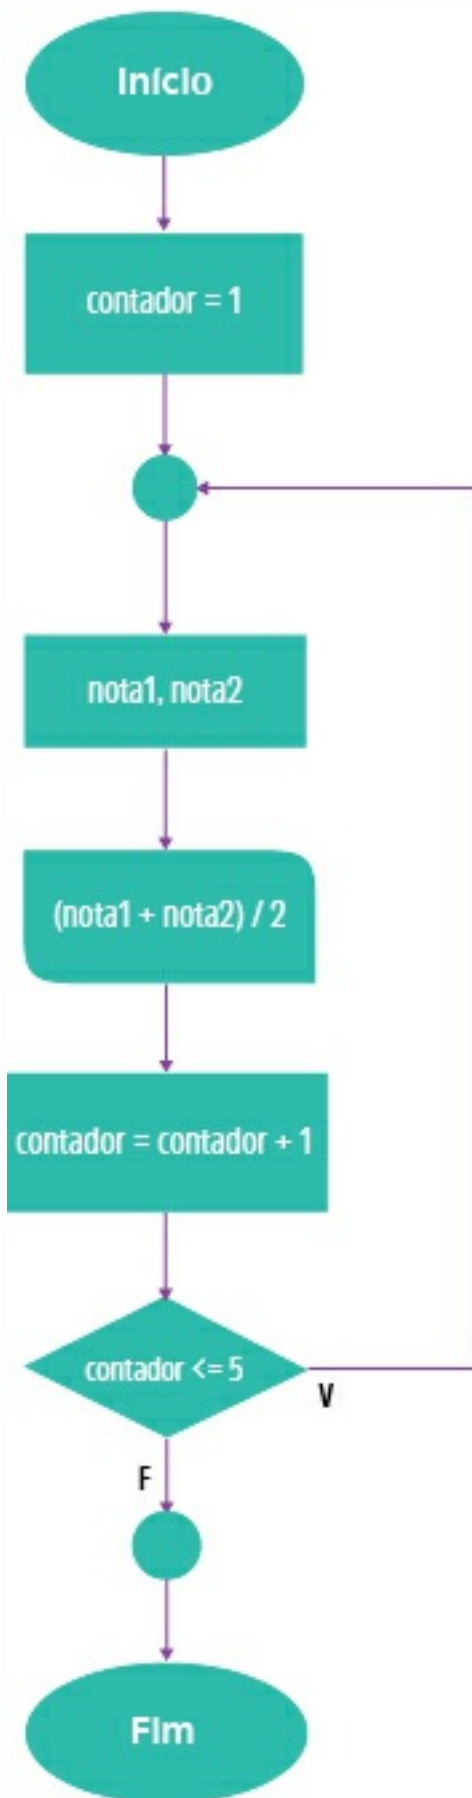 Início
contador = 1
nota1, nota2
(nota1 + nota2) / 2
contador = contador + 1
contador <= 5
V
F
Fim